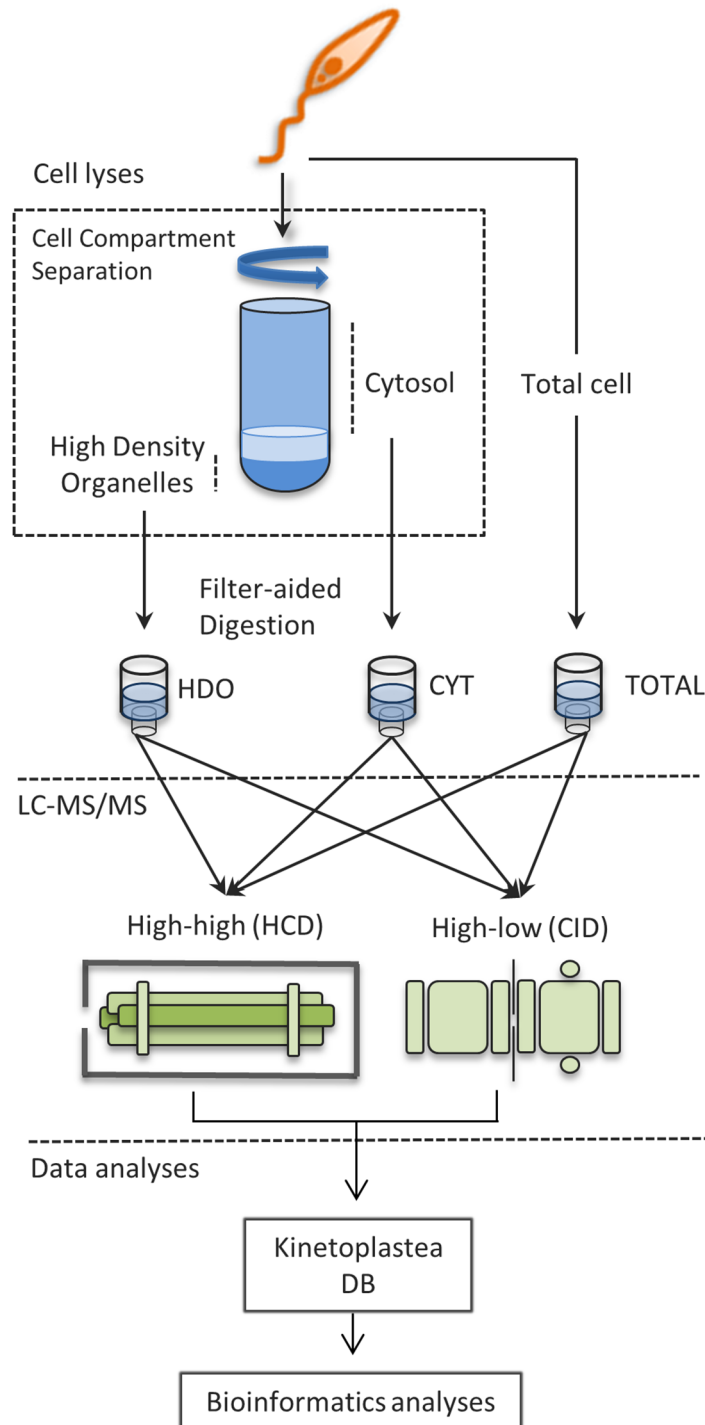 Cell lyses
Cell Compartment
Separation
Cytosol
Total cell
High Density
Organelles
Filter-aided
Digestion
HDO
CYT
TOTAL
LC-MS/MS
High-high (HCD)
High-low (CID)
Data analyses
Kinetoplastea
DB
Bioinformatics analyses